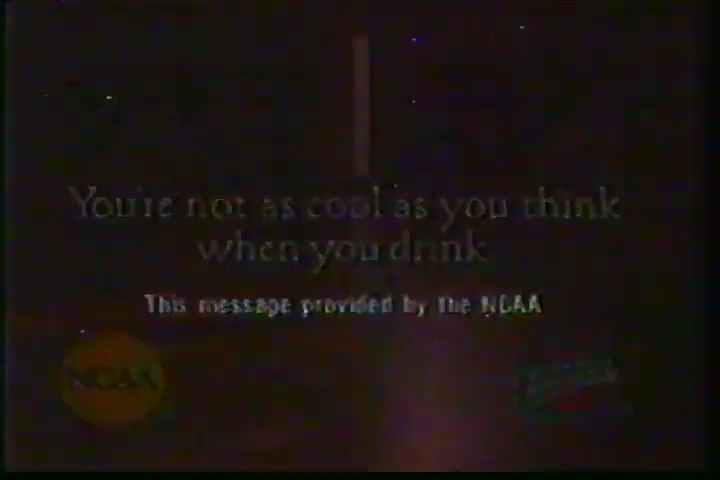 You're not as cool as you think
when you drink
This message provided by the NCAA
NCAA